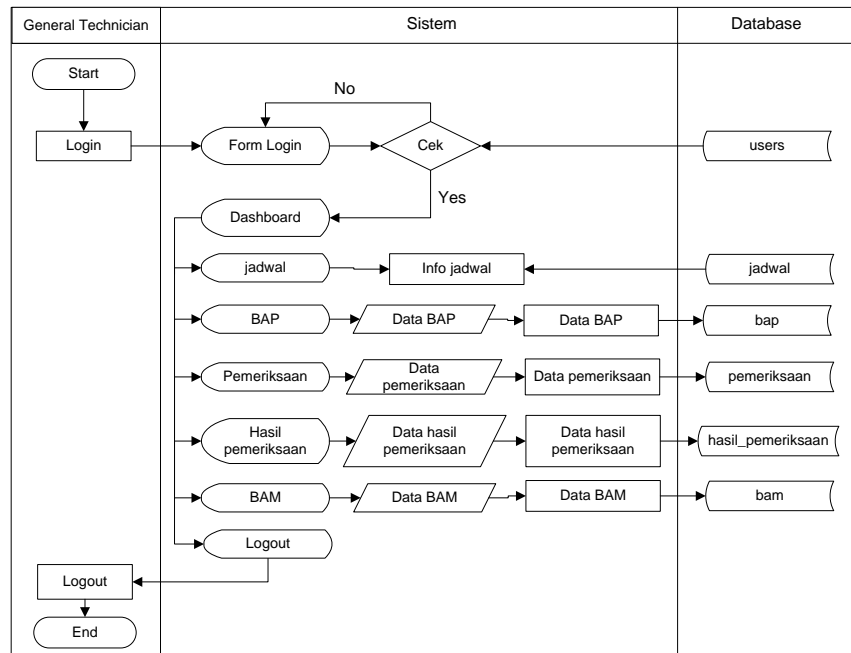 General Technician
Sistem
Database
Start
No
Login
Form Login
Cek
users
Yes
Dashboard
jadwal
Info jadwal
jadwal
BAP
Data BAP
Data BAP
bap
Pemeriksaan
Data
pemeriksaan
Data pemeriksaan
pemeriksaan
Hasil
pemeriksaan
Data hasil
pemeriksaan
Data hasil
pemeriksaan
hasil_pemeriksaan
BAM
Data BAM
Data BAM
bam
Logout
Logout
End